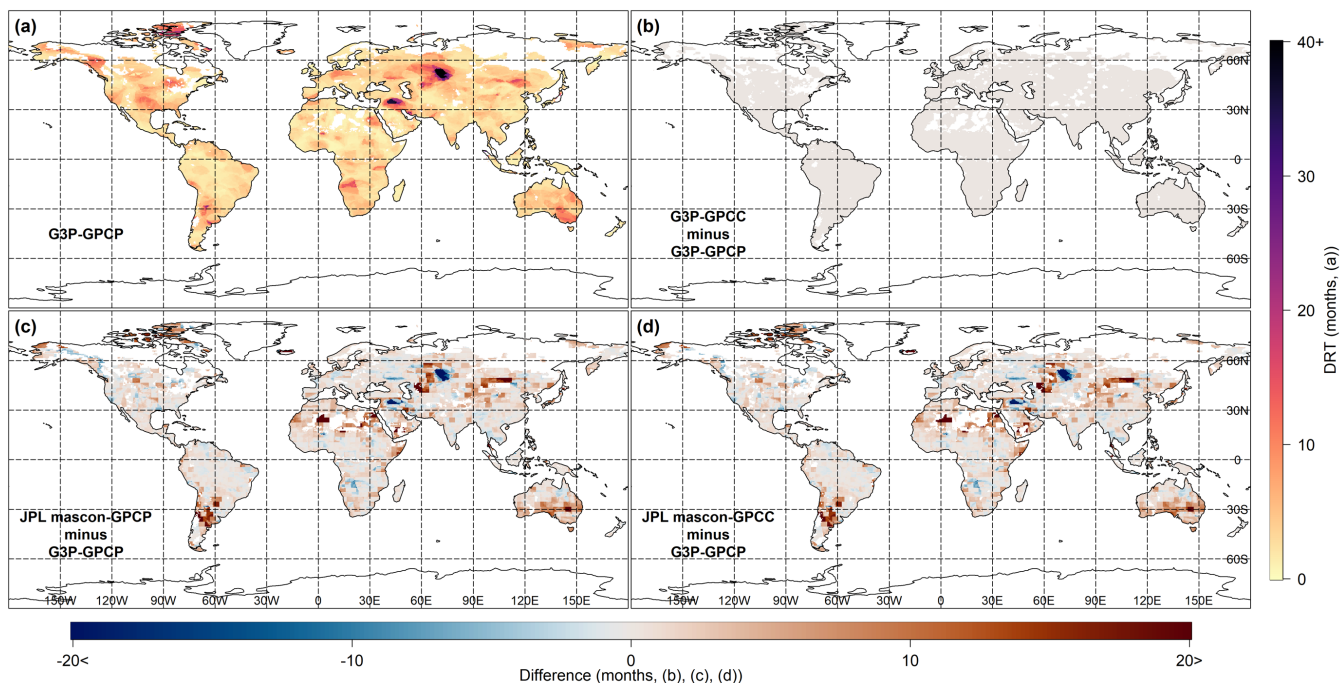 (a)
G3P-GPCP
(b)
G3P-GPCC
minus
G3P-GPCP
60N
30N
0
30S
60S
(c)
JPL mascon-GPCP
minus
G3P-GPCP
150W 120W 90W 60W 30W 0 30E 60E 90E 120E 150E
(d)
JPL mascon-GPCC
minus
G3P-GPCP
60N
30N
0
30S
60S
150W 120W 90W 60W 30W 0 30E 60E 90E 120E 150E
40+
30
20
10
0
DRT (months, (a))
-20< -10 0 10 20>
Difference (months, (b), (c), (d))